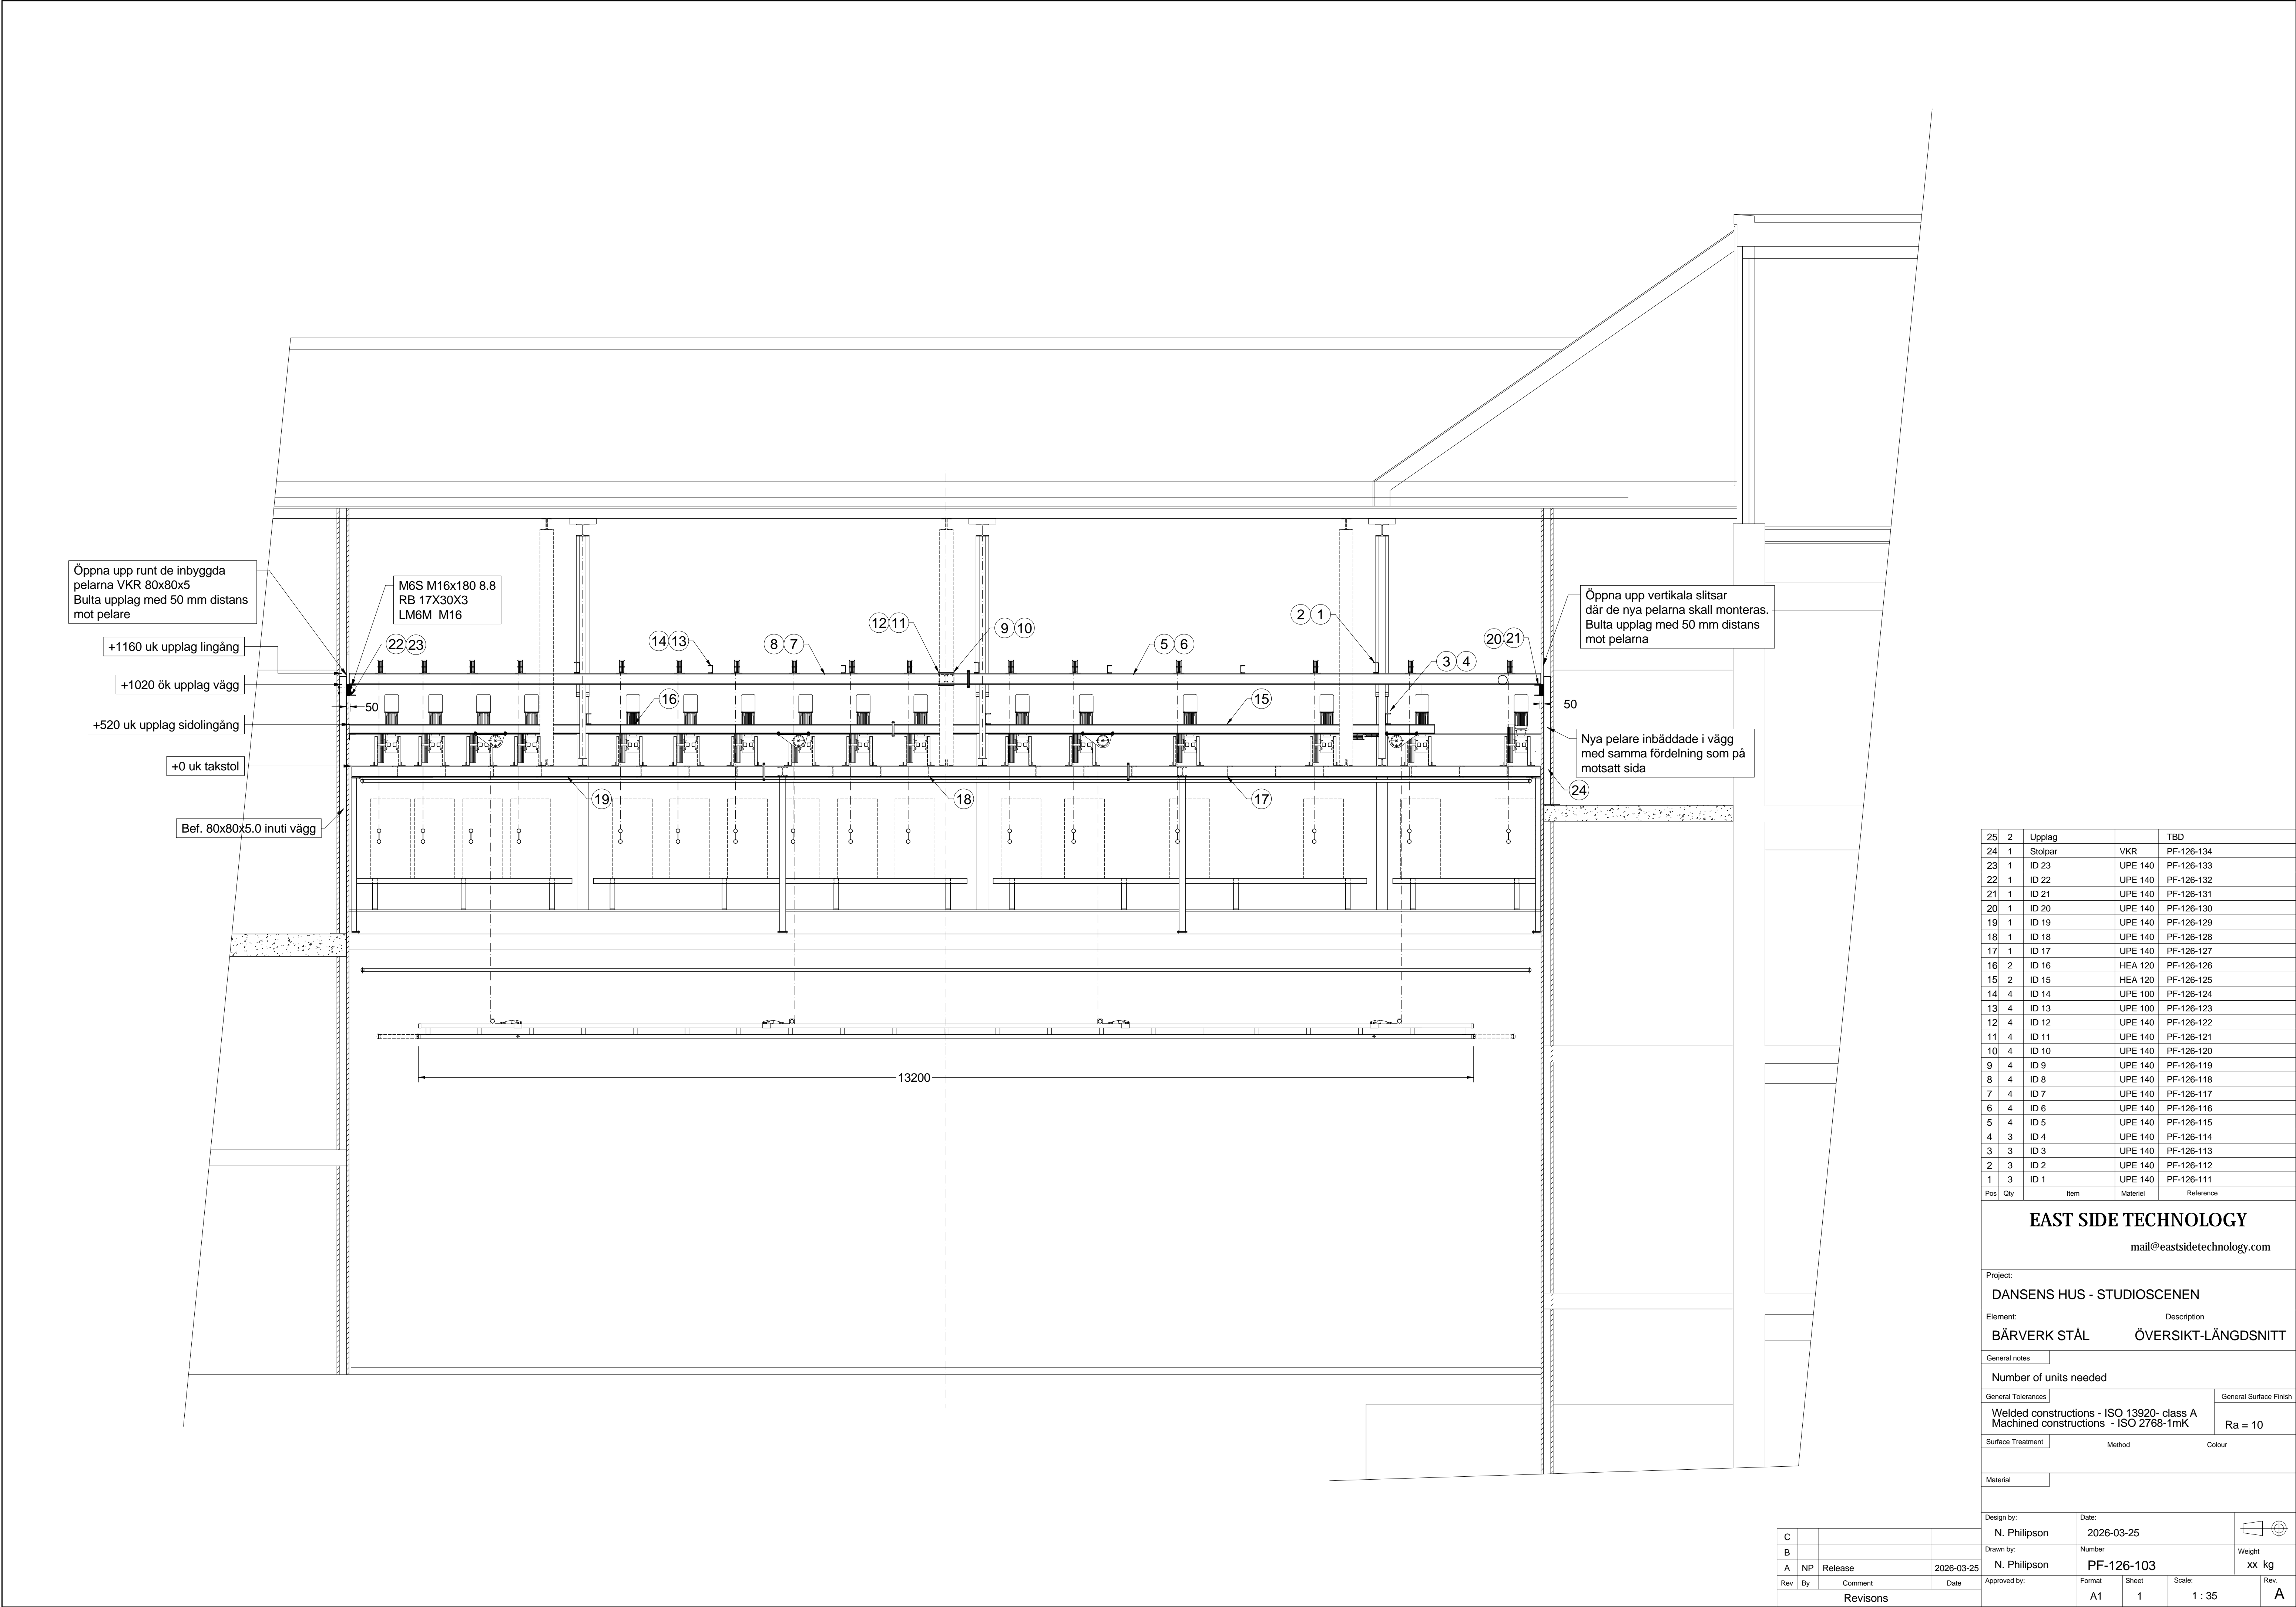 Öppna upp runt de inbyggda
pelarna VKR 80x80x5
Bulta upplag med 50 mm distans
mot pelare
M6S M16x180 8.8
RB 17X30X3
LM6M M16
+1160 uk upplag lingång
+1020 ök upplag vägg
+520 uk upplag sidolingång
+0 uk takstol
Bef. 80x80x5.0 inuti vägg
22 23
50
14 13
8 7
12 11
9 10
5 6
2 1
3 4
20 21
16
15
19
18
17
24
50
Öppna upp vertikala slitsar
där de nya pelarna skall monteras.
Bulta upplag med 50 mm distans
mot pelarna
Nya pelare inbäddade i vägg
med samma fördelning som på
motsatt sida
13200
25 2 Upplag TBD
24 1 Stolpar VKR PF-126-134
23 1 ID 23 UPE 140 PF-126-133
22 1 ID 22 UPE 140 PF-126-132
21 1 ID 21 UPE 140 PF-126-131
20 1 ID 20 UPE 140 PF-126-130
19 1 ID 19 UPE 140 PF-126-129
18 1 ID 18 UPE 140 PF-126-128
17 1 ID 17 UPE 140 PF-126-127
16 2 ID 16 HEA 120 PF-126-126
15 2 ID 15 HEA 120 PF-126-125
14 4 ID 14 UPE 100 PF-126-124
13 4 ID 13 UPE 100 PF-126-123
12 4 ID 12 UPE 140 PF-126-122
11 4 ID 11 UPE 140 PF-126-121
10 4 ID 10 UPE 140 PF-126-120
9 4 ID 9 UPE 140 PF-126-119
8 4 ID 8 UPE 140 PF-126-118
7 4 ID 7 UPE 140 PF-126-117
6 4 ID 6 UPE 140 PF-126-116
5 4 ID 5 UPE 140 PF-126-115
4 3 ID 4 UPE 140 PF-126-114
3 3 ID 3 UPE 140 PF-126-113
2 3 ID 2 UPE 140 PF-126-112
1 3 ID 1 UPE 140 PF-126-111
Pos Qty Item Materiel Reference
EAST SIDE TECHNOLOGY
mail@eastsidetechnology.com
Project:
DANSENS HUS - STUDIOSCENEN
Element: Description
BÄRVERK STÅL ÖVERSIKT-LÄNGDSNITT
General notes
Number of units needed
General Tolerances General Surface Finish
Welded constructions - ISO 13920- class A
Machined constructions - ISO 2768-1mK
Ra = 10
Surface Treatment Method Colour
Material
Design by: Date:
N. Philipson 2026-03-25
Drawn by: Number Weight
N. Philipson PF-126-103 xx kg
Approved by: Format Sheet Scale: Rev.
A1 1 1 : 35 A
C
B
A NP Release 2026-03-25
Rev By Comment Date
Revisons